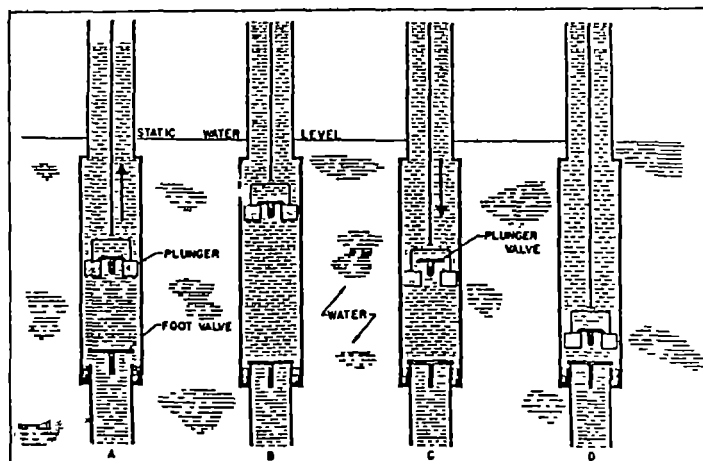 STATIC WATER LEVEL
PLUNGER
PLUNGER
VALVE
FOOT VALVE
WATER
A B C D